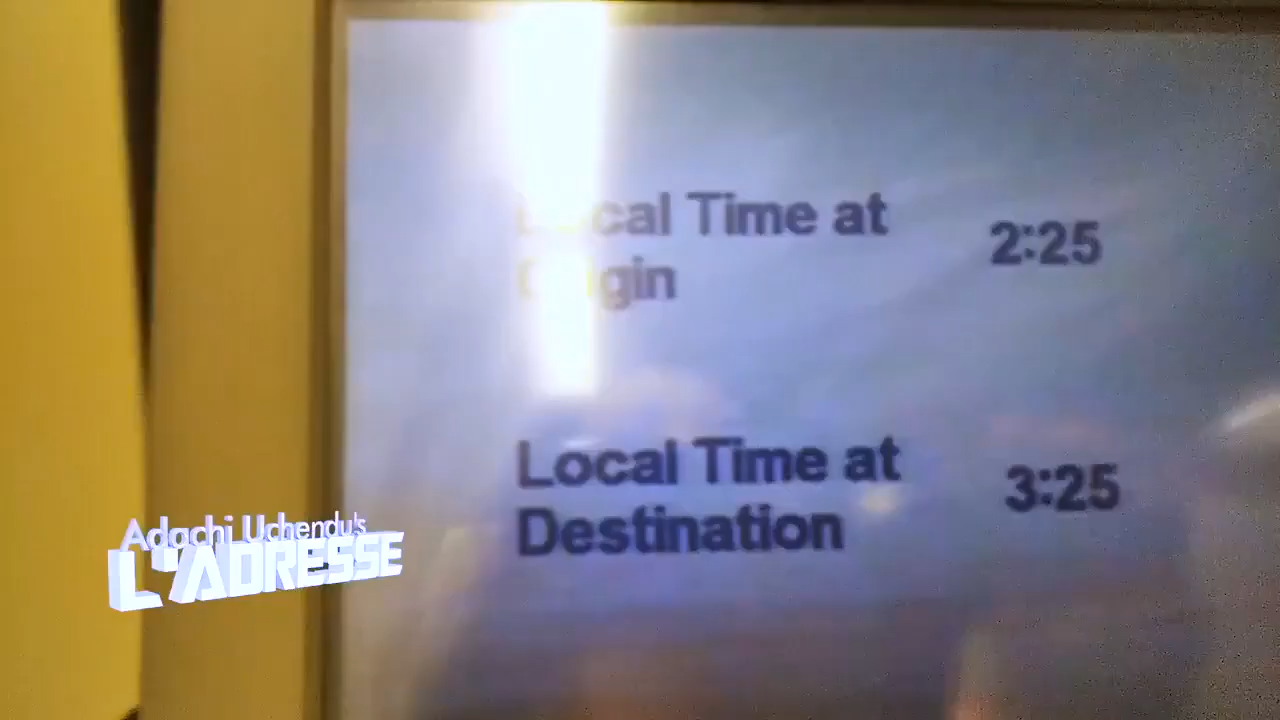 Local Time at
Origin
2:25
Local Time at
Destination
3:25
Adachi Uchendu's
L'ADRESSE